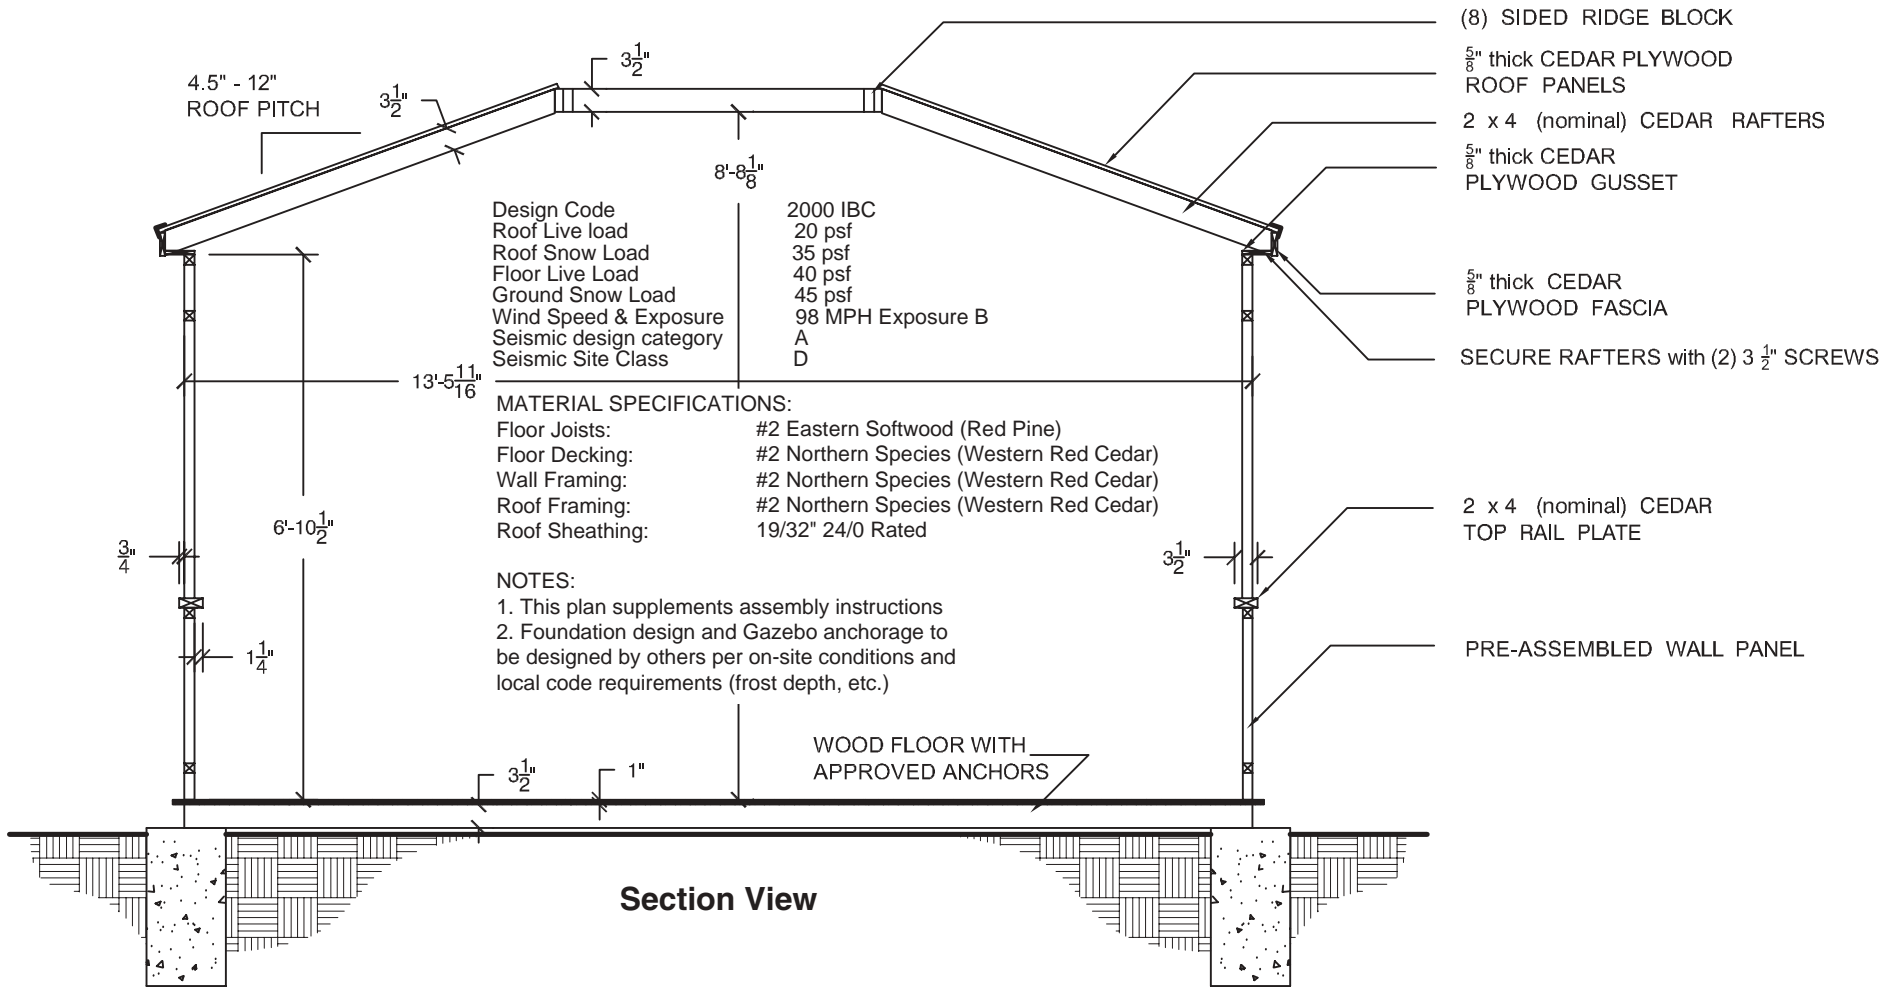 (8) SIDED RIDGE BLOCK
5/8" thick CEDAR PLYWOOD
ROOF PANELS
2 x 4 (nominal) CEDAR RAFTERS
5/8" thick CEDAR
PLYWOOD GUSSET
5/8" thick CEDAR
PLYWOOD FASCIA
SECURE RAFTERS with (2) 3 1/2" SCREWS
2 x 4 (nominal) CEDAR
TOP RAIL PLATE
PRE-ASSEMBLED WALL PANEL
4.5" - 12"
ROOF PITCH
3 1/2"
3 1/2"
8'-8 1/8"
Design Code 2000 IBC
Roof Live load 20 psf
Roof Snow Load 35 psf
Floor Live Load 40 psf
Ground Snow Load 45 psf
Wind Speed & Exposure 98 MPH Exposure B
Seismic design category A
Seismic Site Class D
13'-5 11/16"
MATERIAL SPECIFICATIONS:
Floor Joists: #2 Eastern Softwood (Red Pine)
Floor Decking: #2 Northern Species (Western Red Cedar)
Wall Framing: #2 Northern Species (Western Red Cedar)
Roof Framing: #2 Northern Species (Western Red Cedar)
Roof Sheathing: 19/32" 24/0 Rated
6'-10 1/2"
3/4"
3 1/2"
NOTES:
1. This plan supplements assembly instructions
2. Foundation design and Gazebo anchorage to
be designed by others per on-site conditions and
local code requirements (frost depth, etc.)
1 1/4"
WOOD FLOOR WITH
APPROVED ANCHORS
3 1/2"
1"
Section View